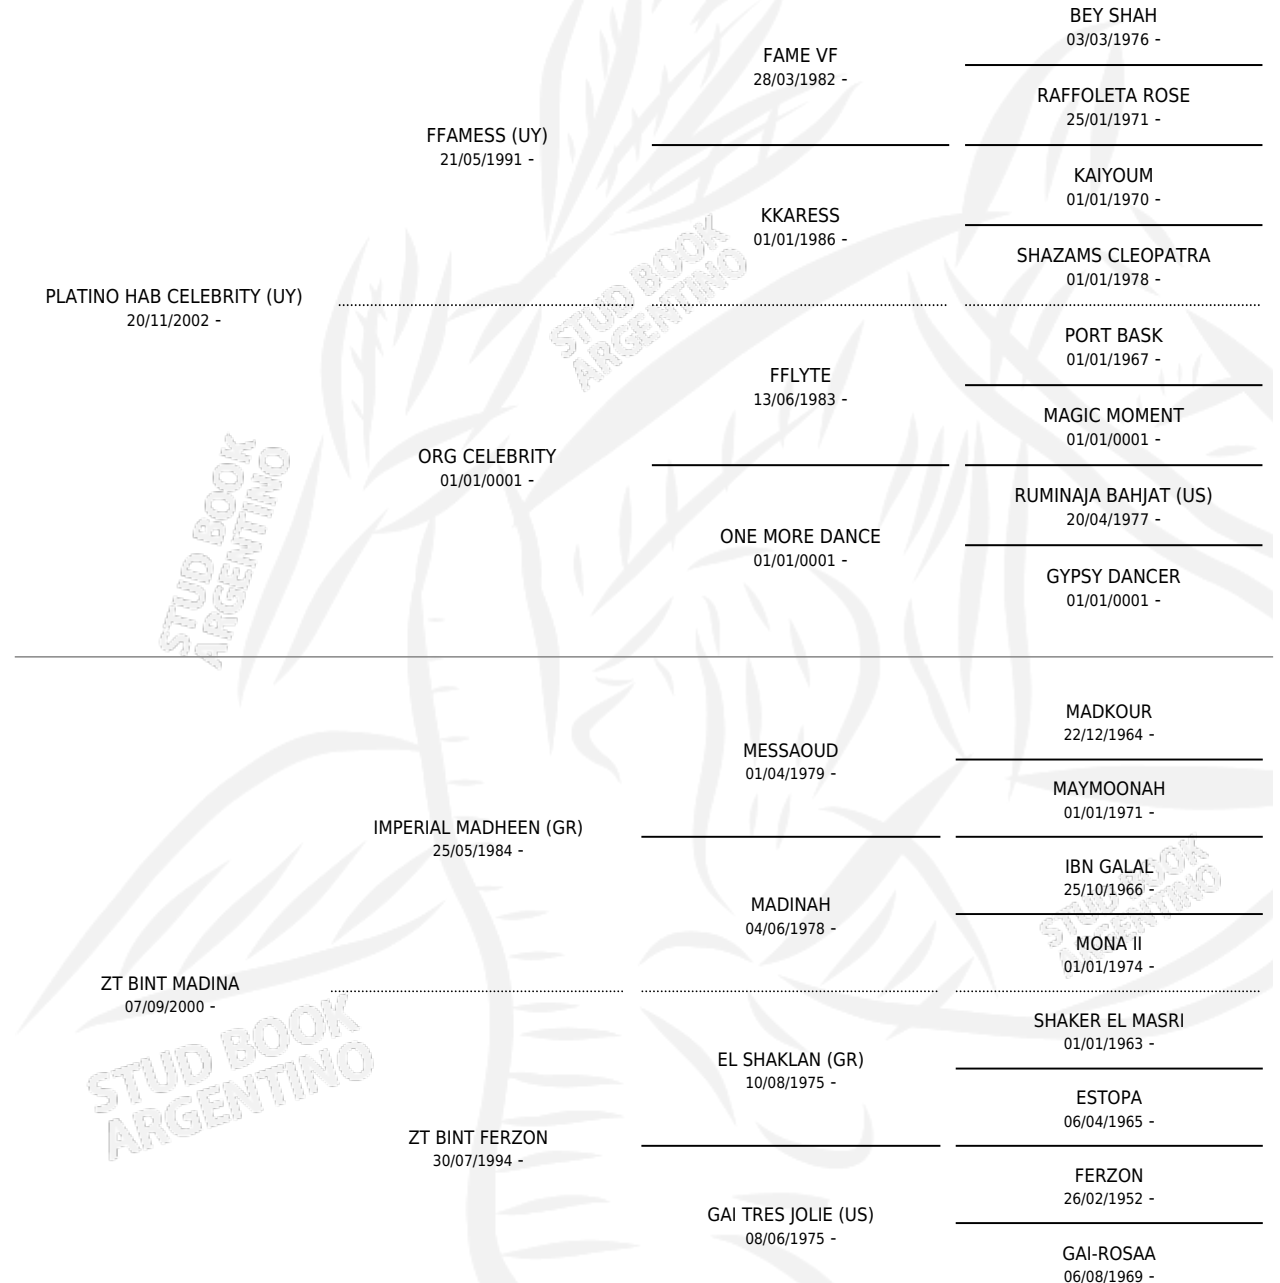 BEY SHAH
03/03/1976 -
FAME VF
28/03/1982 -
RAFFOLETA ROSE
25/01/1971 -
FFAMESS (UY)
21/05/1991 -
KAIYOUM
01/01/1970 -
KKARESS
01/01/1986 -
SHAZAMS CLEOPATRA
01/01/1978 -
PLATINO HAB CELEBRITY (UY)
20/11/2002 -
PORT BASK
01/01/1967 -
FFLYTE
13/06/1983 -
MAGIC MOMENT
01/01/0001 -
ORG CELEBRITY
01/01/0001 -
RUMINAJA BAHJAT (US)
20/04/1977 -
ONE MORE DANCE
01/01/0001 -
GYPSY DANCER
01/01/0001 -
STUD BOOK
ARGENTINO
STUD BOOK
ARGENTINO
MADKOUR
22/12/1964 -
MESSAOUD
01/04/1979 -
MAYMOONAH
01/01/1971 -
IMPERIAL MADHEEN (GR)
25/05/1984 -
IBN GALAL
25/10/1966 -
MADINAH
04/06/1978 -
MONA II
01/01/1974 -
ZT BINT MADINA
07/09/2000 -
SHAKER EL MASRI
01/01/1963 -
EL SHAKLAN (GR)
10/08/1975 -
ESTOPA
06/04/1965 -
ZT BINT FERZON
30/07/1994 -
FERZON
26/02/1952 -
GAI TRES JOLIE (US)
08/06/1975 -
GAI-ROSAA
06/08/1969 -
STUD BOOK
ARGENTINO
STUD BOOK
ARGENTINO